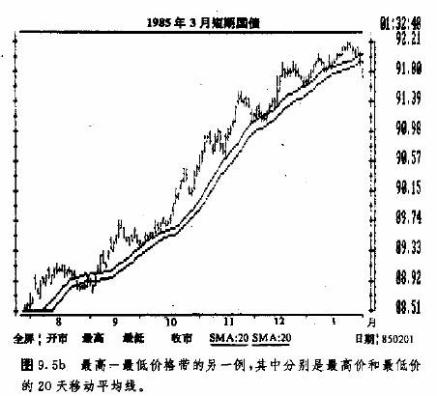 1985年3月短期国债
01:32:40
92.21
91.80
91.39
90.98
90.57
90.15
89.74
89.33
88.92
88.51
8 9 10 11 12 1 月
全屏 开市 最高 最低 收市 SMA:20 SMA:20 日期 850201
图9.5b 最高—最低价格带的另一例,其中分别是最高价和最低价
的20天移动平均线。